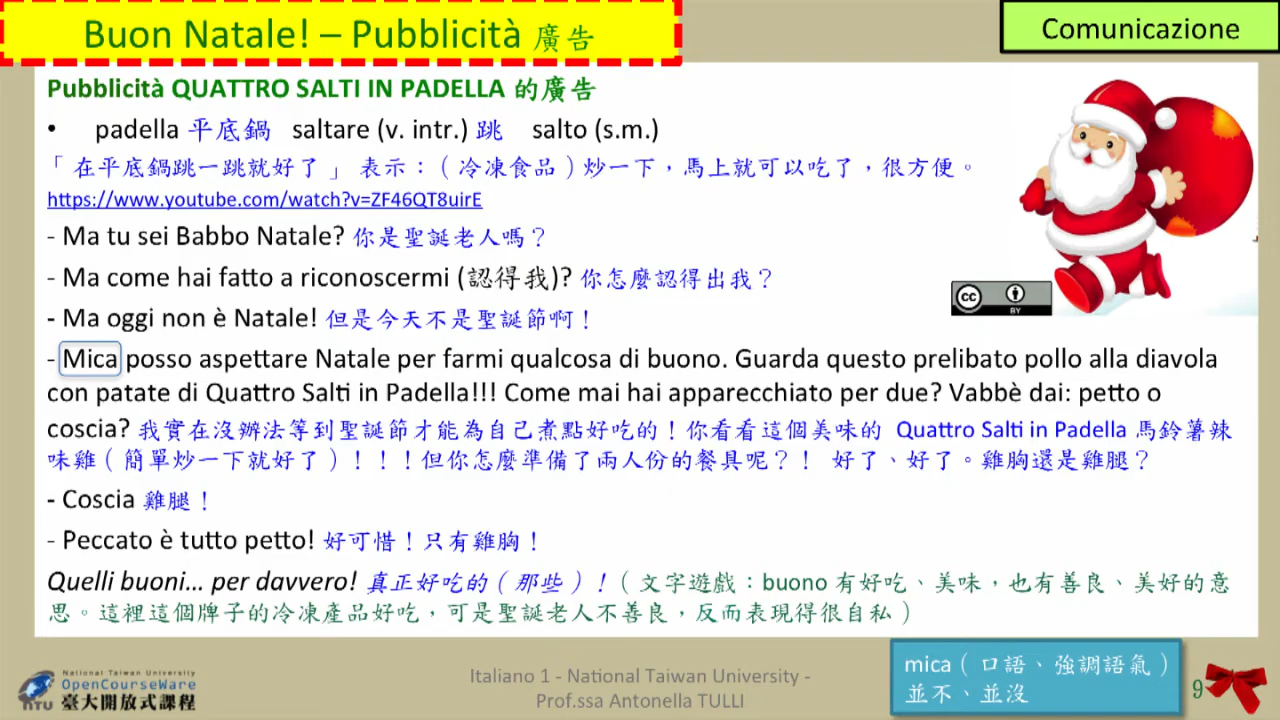 Buon Natale! – Pubblicità 廣告
Comunicazione
Pubblicità QUATTRO SALTI IN PADELLA 的廣告
• padella 平底鍋 saltare (v. intr.) 跳 salto (s.m.)
「在平底鍋跳一跳就好了」表示：（冷凍食品）炒一下，馬上就可以吃了，很方便。
https://www.youtube.com/watch?v=ZF46QT8uirE
- Ma tu sei Babbo Natale? 你是聖誕老人嗎？
- Ma come hai fatto a riconoscermi (認得我)? 你怎麼認得出我？
- Ma oggi non è Natale! 但是今天不是聖誕節啊！
- Mica posso aspettare Natale per farmi qualcosa di buono. Guarda questo prelibato pollo alla diavola
con patate di Quattro Salti in Padella!!! Come mai hai apparecchiato per due? Vabbè dai: petto o
coscia? 我實在沒辦法等到聖誕節才能為自己煮點好吃的！你看看這個美味的 Quattro Salti in Padella 馬鈴薯辣
味雞（簡單炒一下就好了）！！！但你怎麼準備了兩人份的餐具呢？！ 好了、好了。雞胸還是雞腿？
- Coscia 雞腿！
- Peccato è tutto petto! 好可惜！只有雞胸！
Quelli buoni... per davvero! 真正好吃的（那些）！（文字遊戲：buono 有好吃、美味，也有善良、美好的意
思。這裡這個牌子的冷凍產品好吃，可是聖誕老人不善良，反而表現得很自私）
cc BY
National Taiwan University
OpenCourseWare
NTU 臺大開放式課程
Italiano 1 - National Taiwan University -
Prof.ssa Antonella TULLI
mica（口語、強調語氣）
並不、並沒
9